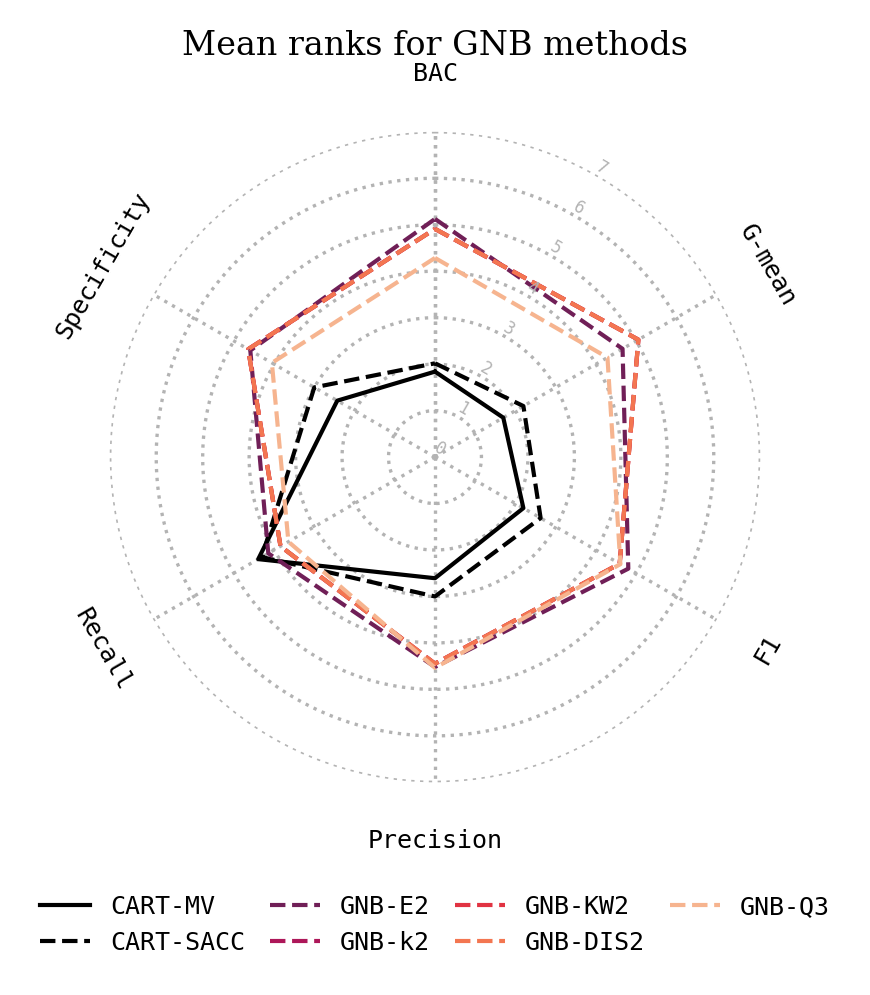 Mean ranks for GNB methods
BAC
7
6
5
3
2
1
0
G-mean
Specificity
F1
Recall
Precision
CART-MV
CART-SACC
GNB-E2
GNB-k2
GNB-KW2
GNB-DIS2
GNB-Q3